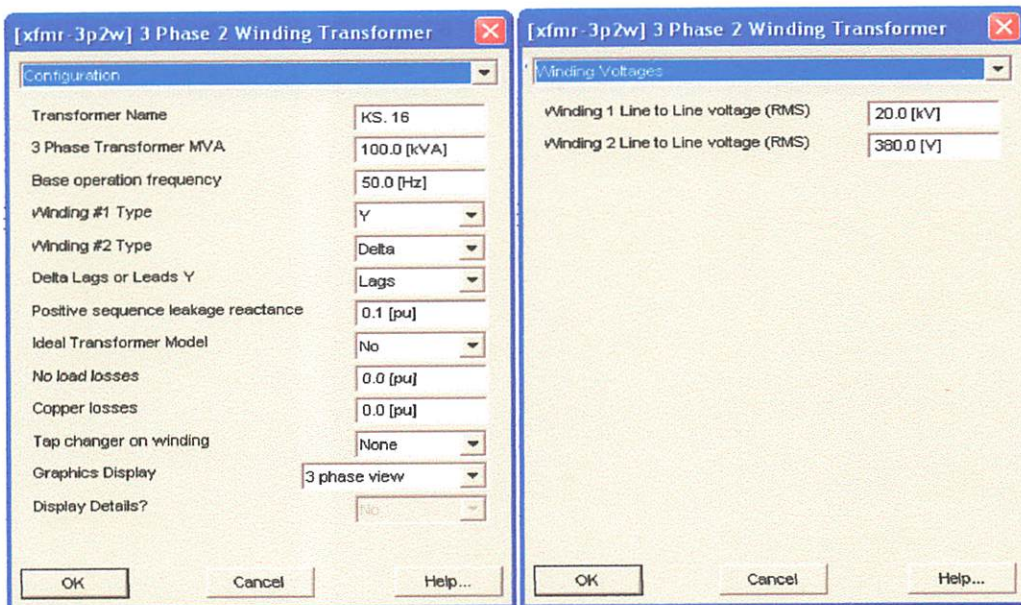 [xfmr-3p2w] 3 Phase 2 Winding Transformer
Configuration
Transformer Name KS. 16
3 Phase Transformer MVA 100.0 [kVA]
Base operation frequency 50.0 [Hz]
Winding #1 Type Y
Winding #2 Type Delta
Delta Lags or Leads Y Lags
Positive sequence leakage reactance 0.1 [pu]
Ideal Transformer Model No
No load losses 0.0 [pu]
Copper losses 0.0 [pu]
Tap changer on winding None
Graphics Display 3 phase view
Display Details? No
OK Cancel Help...
[xfmr-3p2w] 3 Phase 2 Winding Transformer
Winding Voltages
Winding 1 Line to Line voltage (RMS) 20.0 [kV]
Winding 2 Line to Line voltage (RMS) 380.0 [V]
OK Cancel Help...